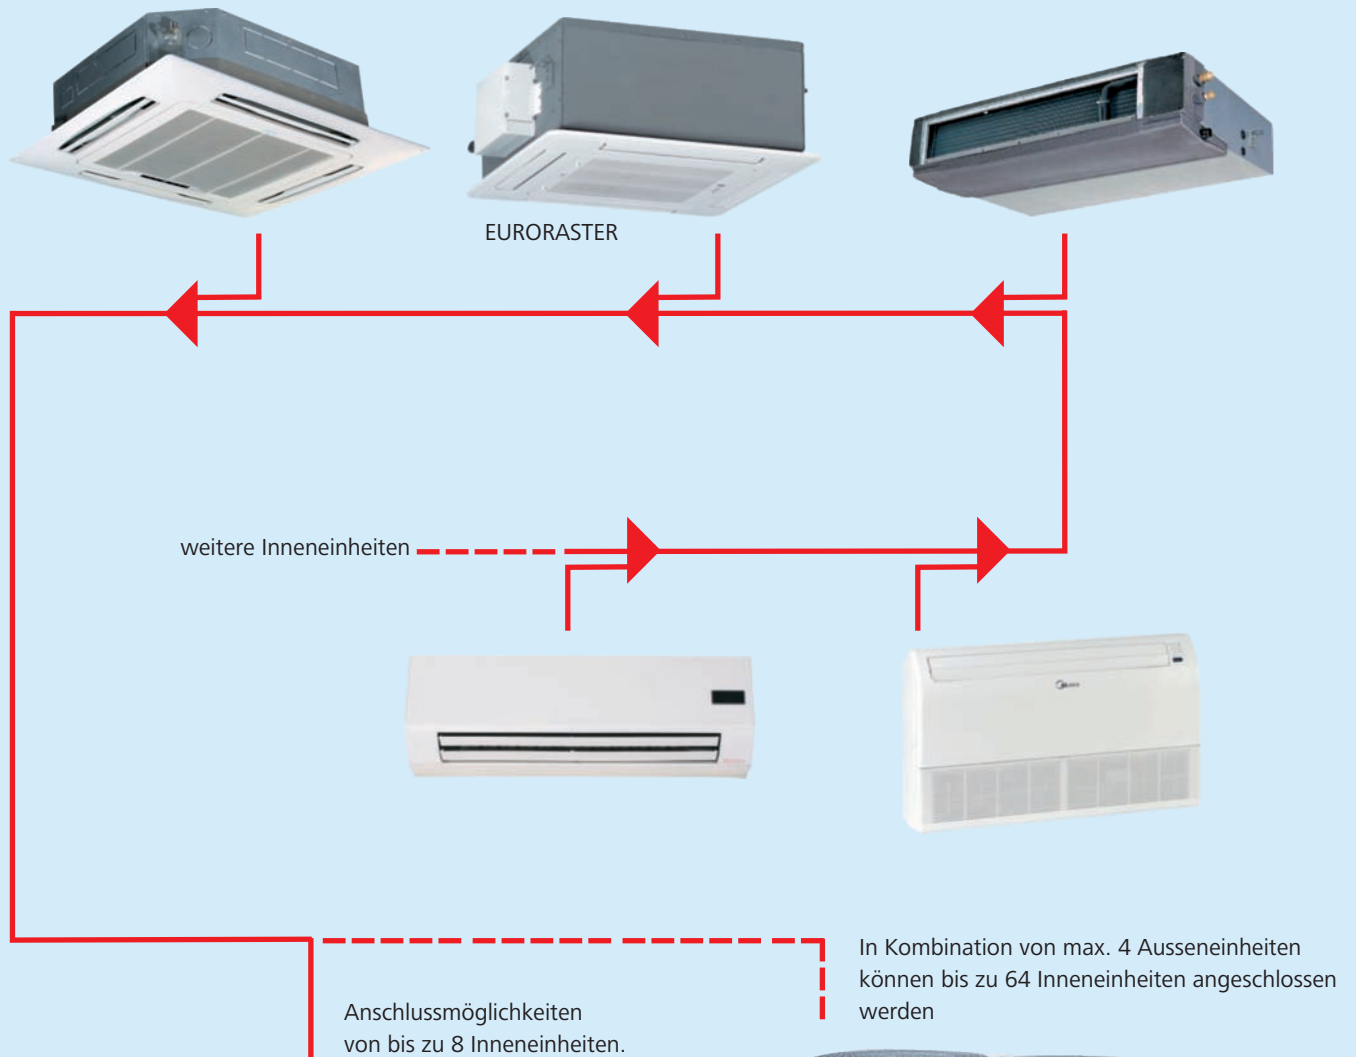 EURORASTER
weitere Inneneinheiten
In Kombination von max. 4 Ausseneinheiten
können bis zu 64 Inneneinheiten angeschlossen
werden
Anschlussmöglichkeiten
von bis zu 8 Inneneinheiten.